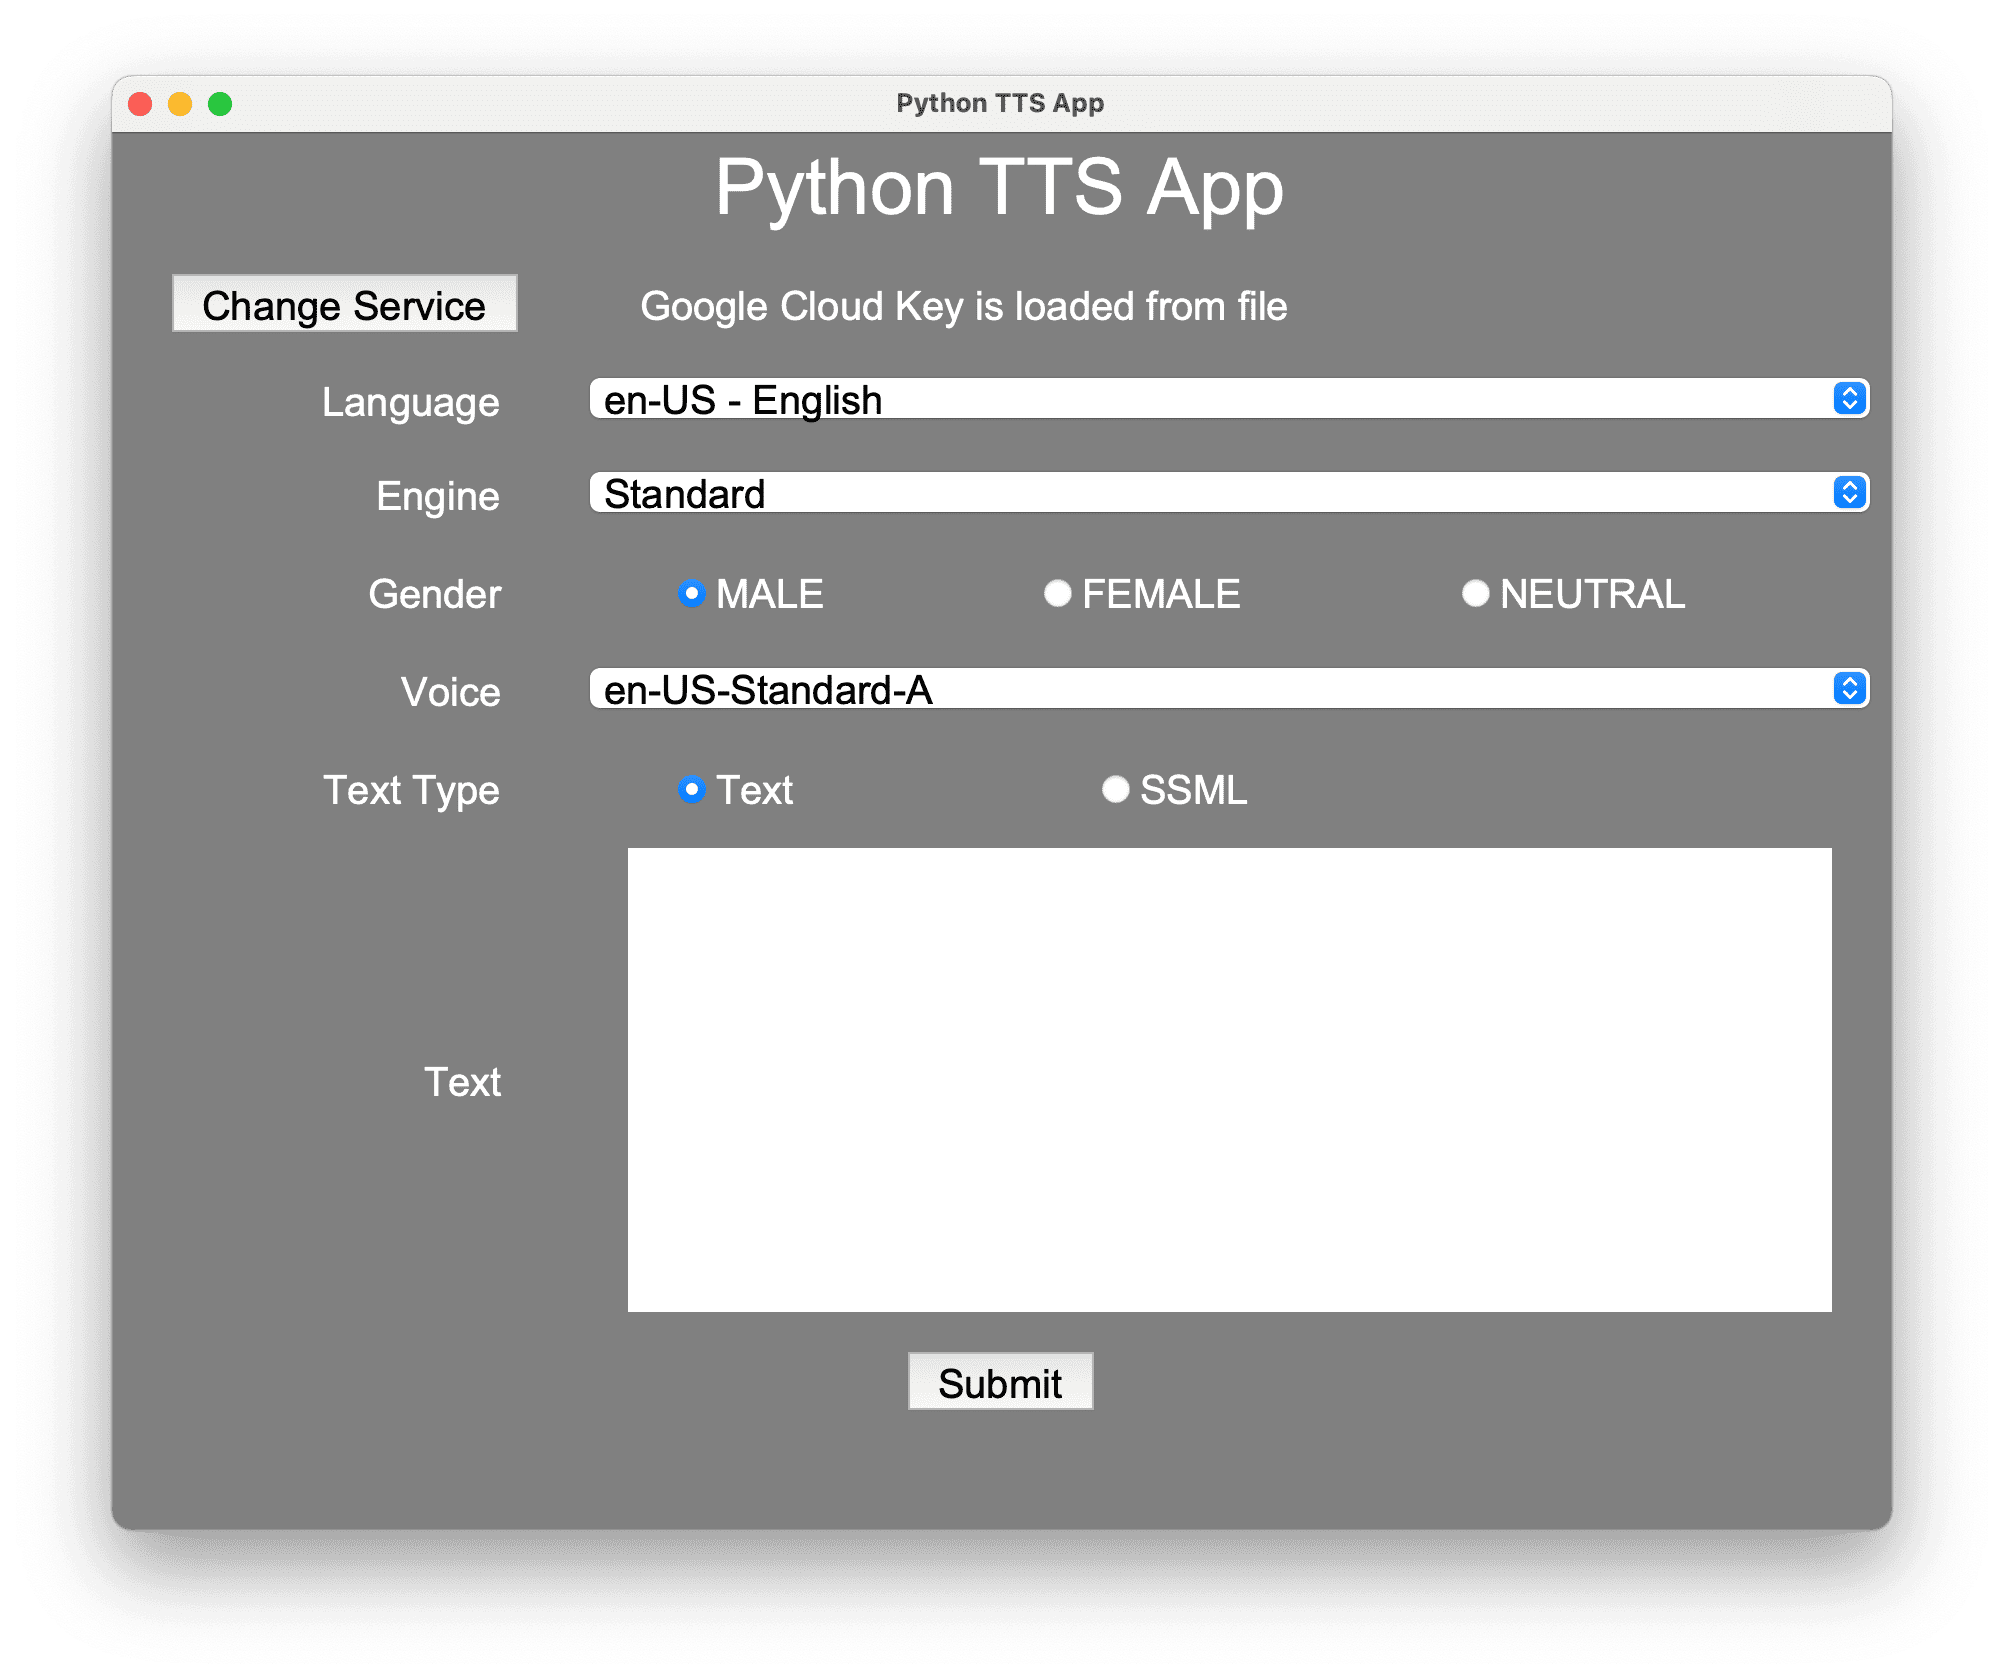 Python TTS App
Python TTS App
Change Service Google Cloud Key is loaded from file
Language en-US - English
Engine Standard
Gender MALE FEMALE NEUTRAL
Voice en-US-Standard-A
Text Type Text SSML
Text
Submit